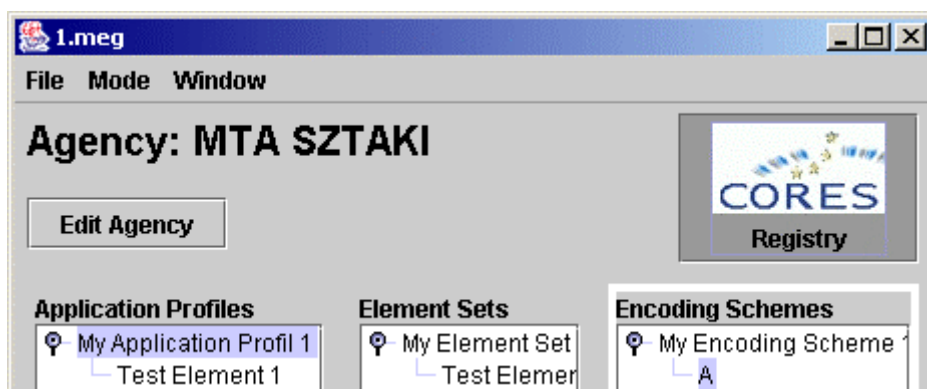 1.meg
File Mode Window
Agency: MTA SZTAKI
CORES
Edit Agency
Registry
Application Profiles Element Sets Encoding Schemes
My Application Profil 1 My Element Set My Encoding Scheme
Test Element 1 Test Elemen A